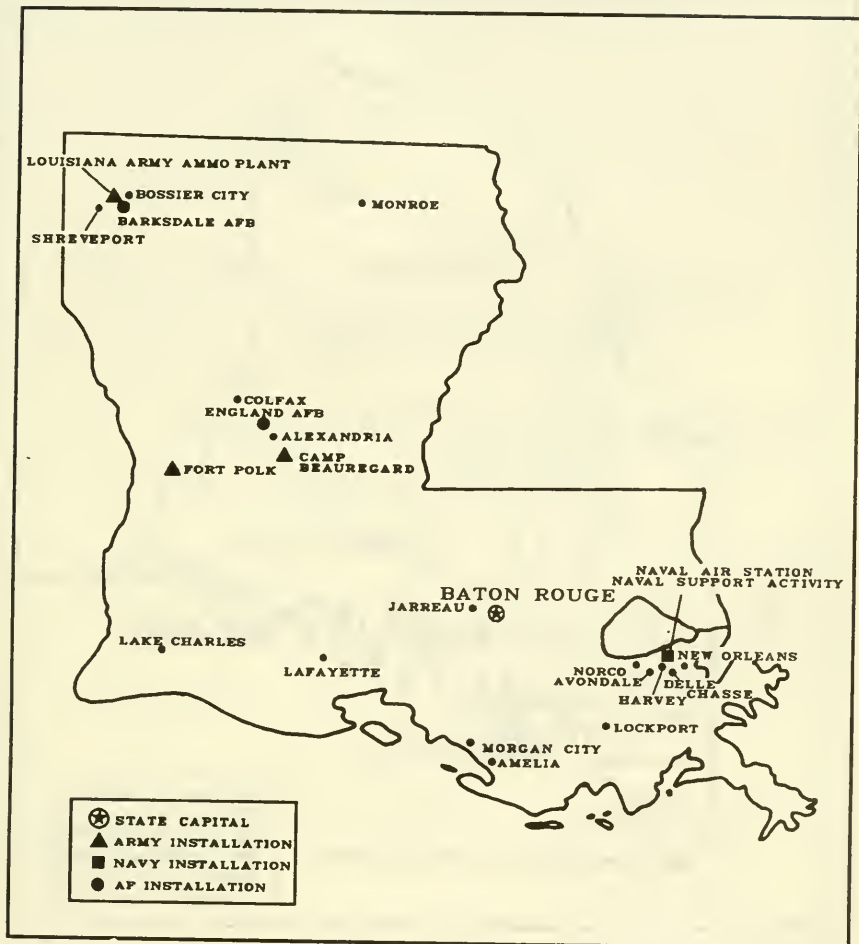 LOUISIANA ARMY AMMO PLANT
BOSSIER CITY
MONROE
BARKSDALE AFB
SHREVEPORT
COLFAX
ENGLAND AFB
ALEXANDRIA
CAMP
BEAUREGARD
FORT POLK
NAVAL AIR STATION
NAVAL SUPPORT ACTIVITY
BATON ROUGE
JARREAU
LAKE CHARLES
LAFAYETTE
NEW ORLEANS
NORCO
AVONDALE
DELLE
CHASSE
HARVEY
LOCKPORT
MORGAN CITY
AMELIA
STATE CAPITAL
ARMY INSTALLATION
NAVY INSTALLATION
AF INSTALLATION